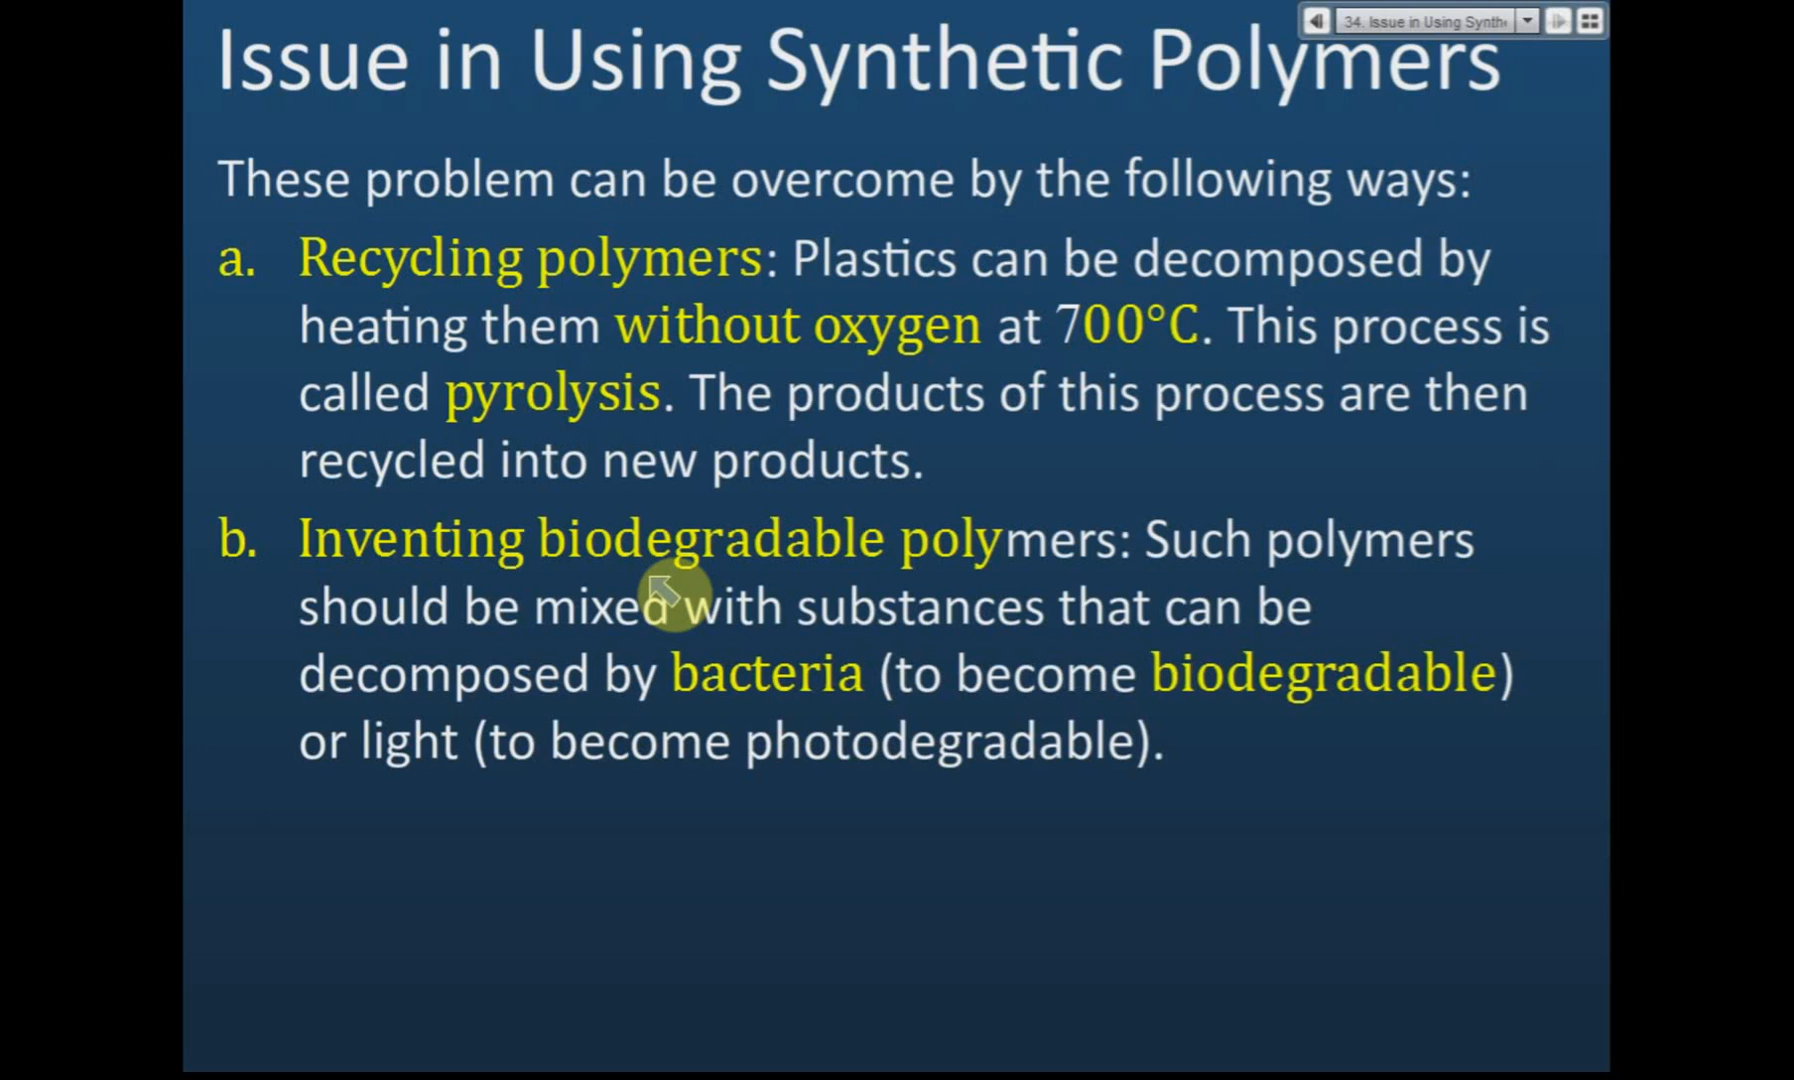 34. Issue in Using Synthe
Issue in Using Synthetic Polymers
These problem can be overcome by the following ways:
a. Recycling polymers: Plastics can be decomposed by
heating them without oxygen at 700°C. This process is
called pyrolysis. The products of this process are then
recycled into new products.
b. Inventing biodegradable polymers: Such polymers
should be mixed with substances that can be
decomposed by bacteria (to become biodegradable)
or light (to become photodegradable).